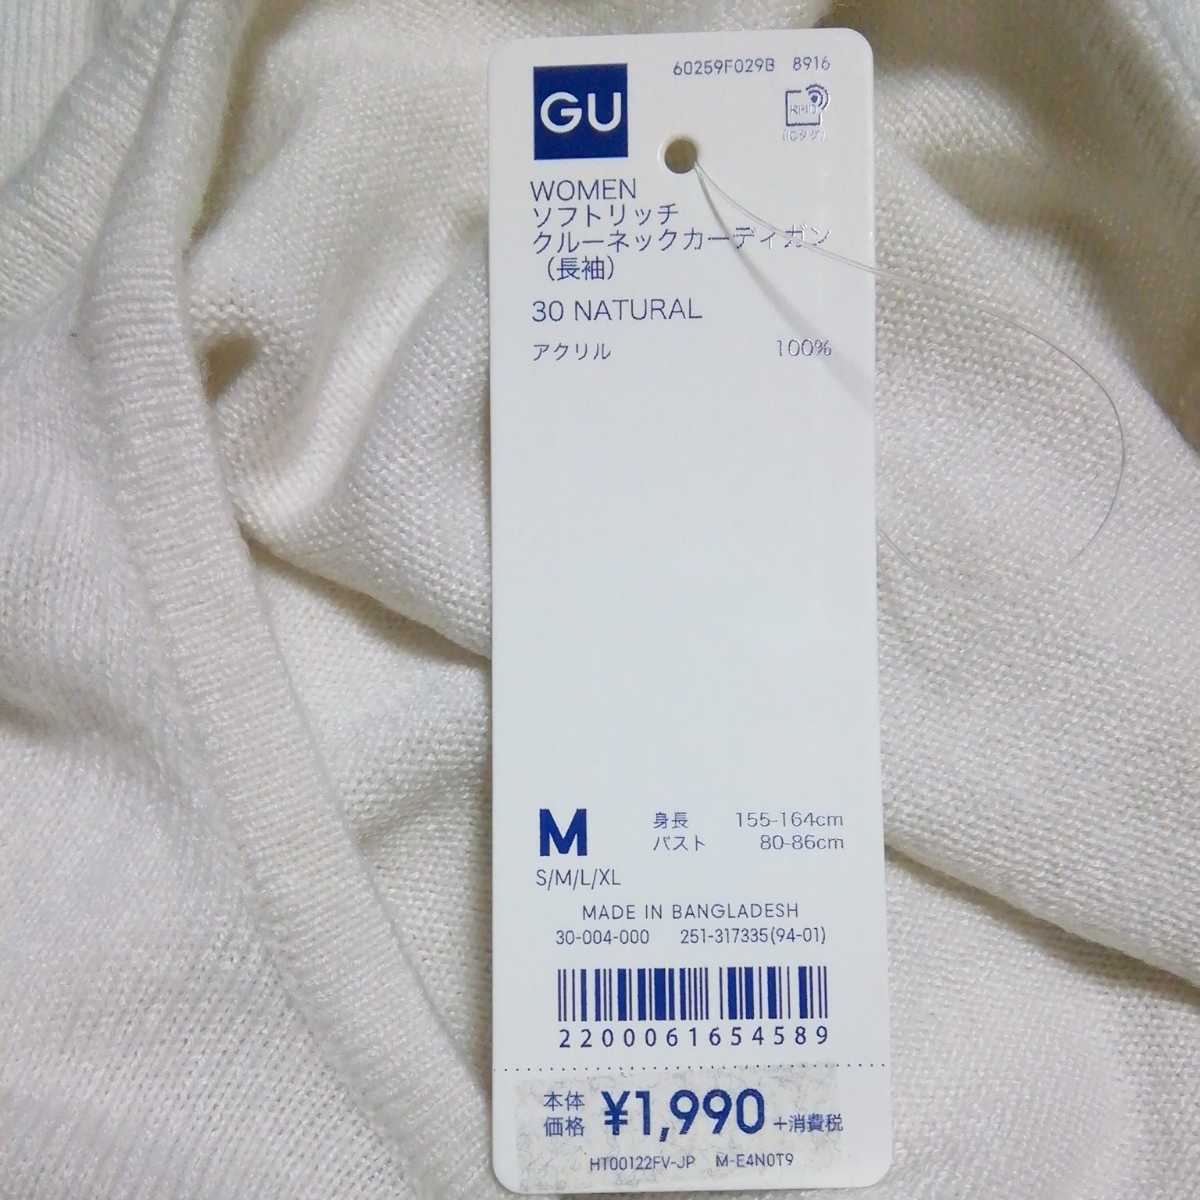 GU
60259F029B 8916
RFID
(ICタグ)
WOMEN
ソフトリッチ
クルーネックカーディガン
(長袖)
30 NATURAL
アクリル 100%
M 身長 155-164cm
バスト 80-86cm
S/M/L/XL
MADE IN BANGLADESH
30-004-000 251-317335(94-01)
2200061654589
本体価格 ¥1,990 +消費税
HT00122FV-JP M-E4N0T9